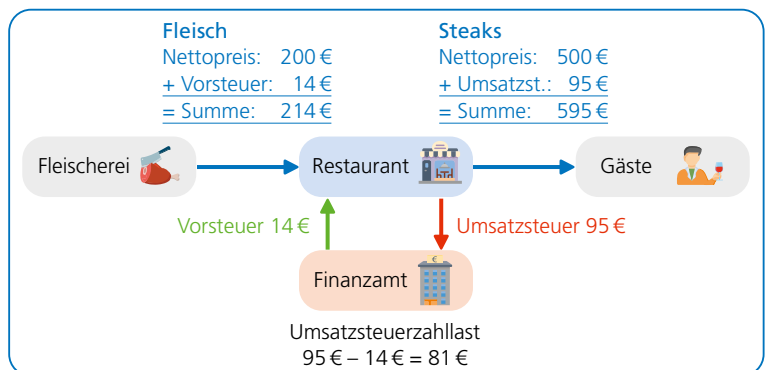 Fleisch
Nettopreis: 200 €
+ Vorsteuer: 14 €
= Summe: 214 €
Steaks
Nettopreis: 500 €
+ Umsatzst.: 95 €
= Summe: 595 €
Fleischerei
Restaurant
Gäste
Vorsteuer 14 €
Umsatzsteuer 95 €
Finanzamt
€
Umsatzsteuerzahllast
95 € – 14 € = 81 €